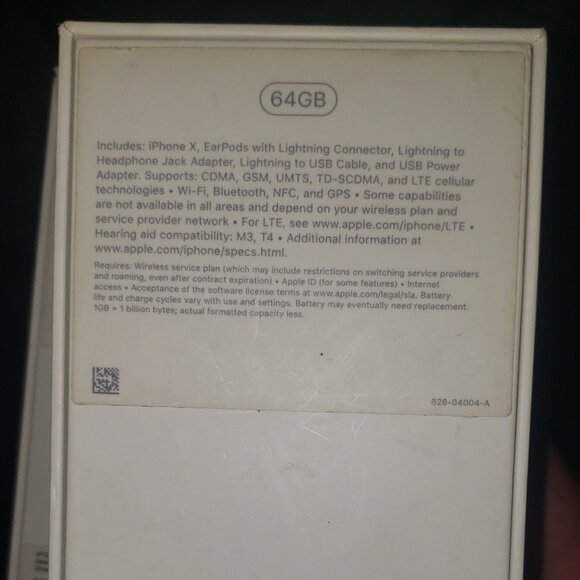 64GB
Includes: iPhone X, EarPods with Lightning Connector, Lightning to
Headphone Jack Adapter, Lightning to USB Cable, and USB Power
Adapter. Supports: CDMA, GSM, UMTS, TD-SCDMA, and LTE cellular
technologies • Wi-Fi, Bluetooth, NFC, and GPS • Some capabilities
are not available in all areas and depend on your wireless plan and
service provider network • For LTE, see www.apple.com/iphone/LTE •
Hearing aid compatibility: M3, T4 • Additional information at
www.apple.com/iphone/specs.html.
Requires: Wireless service plan (which may include restrictions on switching service providers
and roaming, even after contract expiration) • Apple ID (for some features) • Internet
access • Acceptance of the software license terms at www.apple.com/legal/sla. Battery
life and charge cycles vary with use and settings. Battery may eventually need replacement.
1GB = 1 billion bytes; actual formatted capacity less.
826-04004-A